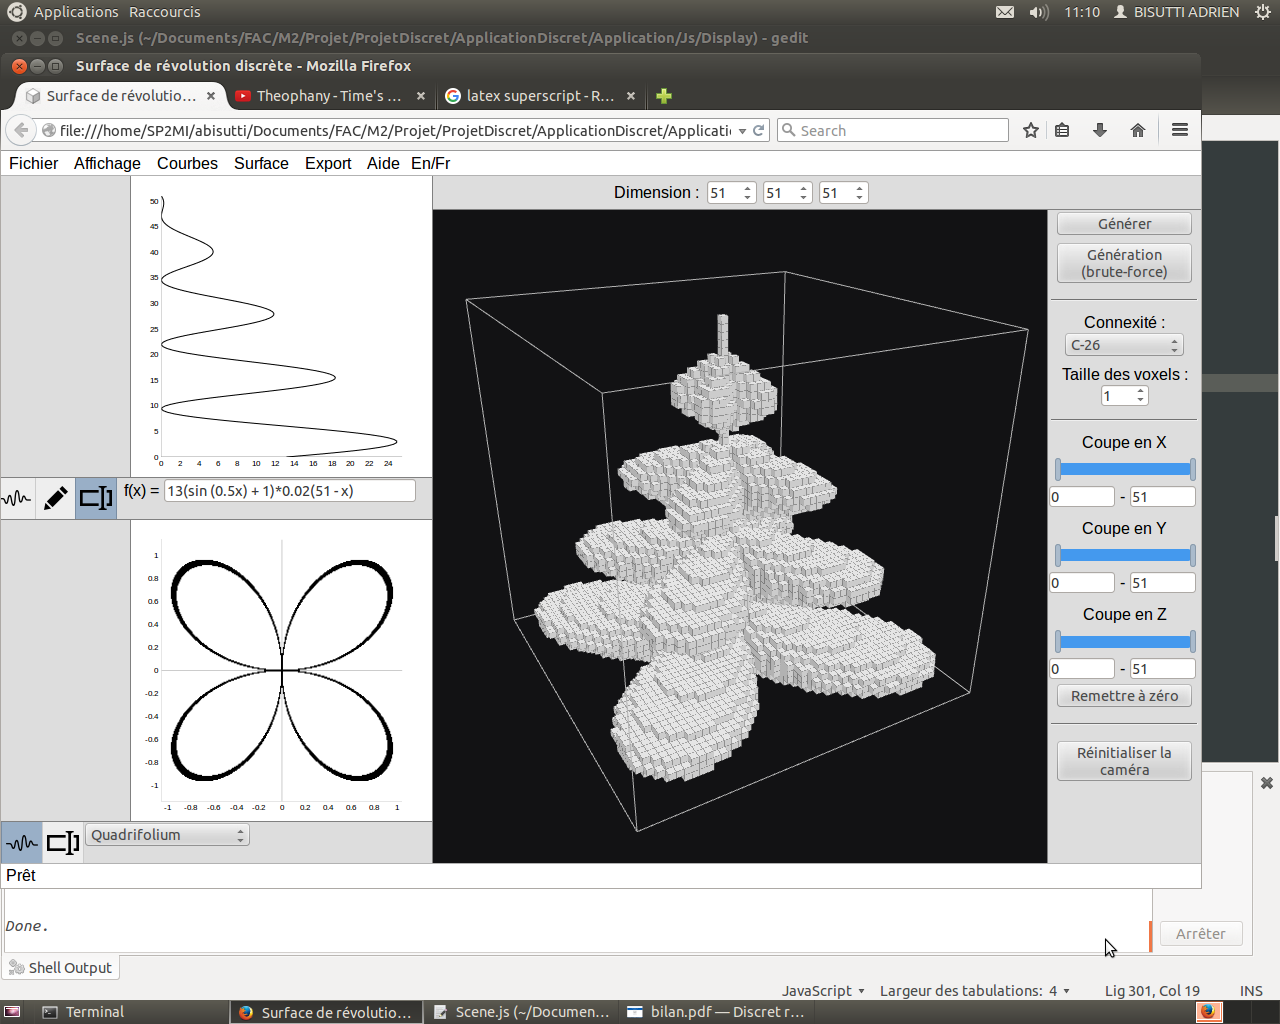 Applications Raccourcis 11:10 BISUTTI ADRIEN
Scene.js (~/Documents/FAC/M2/Projet/ProjetDiscret/ApplicationDiscret/Application/Js/Display) - gedit
Surface de révolution discrète - Mozilla Firefox
Surface de révolutio... Theophany - Time's ... latex superscript - R...
file:///home/SP2MI/abisutti/Documents/FAC/M2/Projet/ProjetDiscret/ApplicationDiscret/Applicati Search
Fichier Affichage Courbes Surface Export Aide En/Fr
Dimension : 51 51 51
50
45
40
35
30
25
20
15
10
5
0
0 2 4 6 8 10 12 14 16 18 20 22 24
f(x) = 13(sin (0.5x) + 1)*0.02(51 - x)
1
0.8
0.6
0.4
0.2
0
-0.2
-0.4
-0.6
-0.8
-1
-1 -0.8 -0.6 -0.4 -0.2 0 0.2 0.4 0.6 0.8 1
Quadrifolium
Prêt
Générer
Génération
(brute-force)
Connexité :
C-26
Taille des voxels :
1
Coupe en X
0 - 51
Coupe en Y
0 - 51
Coupe en Z
0 - 51
Remettre à zéro
Réinitialiser la
caméra
Done.
Arrêter
Shell Output
JavaScript Largeur des tabulations: 4 Lig 301, Col 19 INS
Terminal Surface de révolutio... Scene.js (~/Documen... bilan.pdf — Discret r...